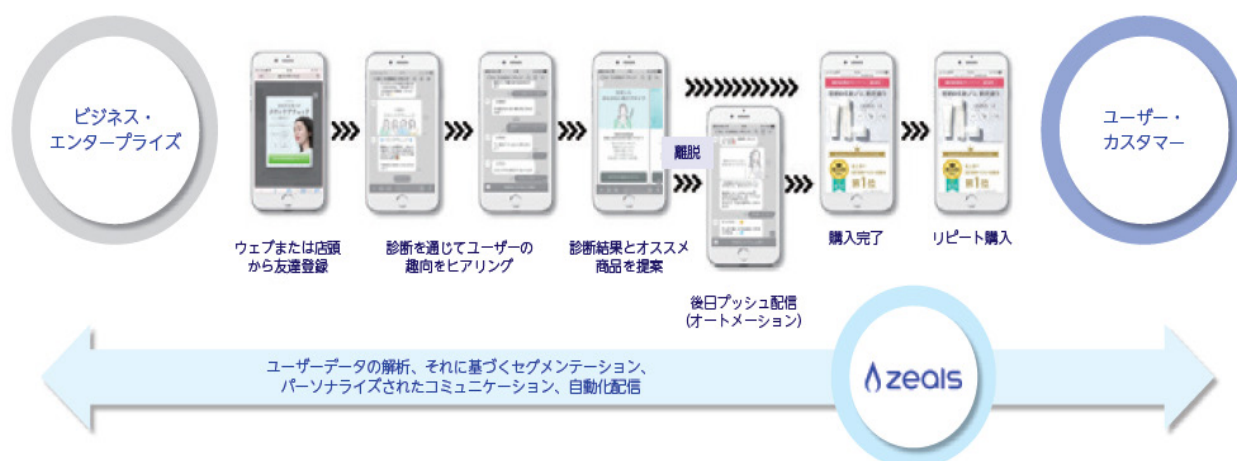 ビジネス・
エンタープライズ
ウェブまたは店頭
から友達登録
診断を通じてユーザーの
趣向をヒアリング
診断結果とオススメ
商品を提案
離脱
後日プッシュ配信
(オートメーション)
購入完了
リピート購入
第1位
第1位
ユーザー・
カスタマー
ユーザーデータの解析、それに基づくセグメンテーション、
パーソナライズされたコミュニケーション、自動化配信
zeals